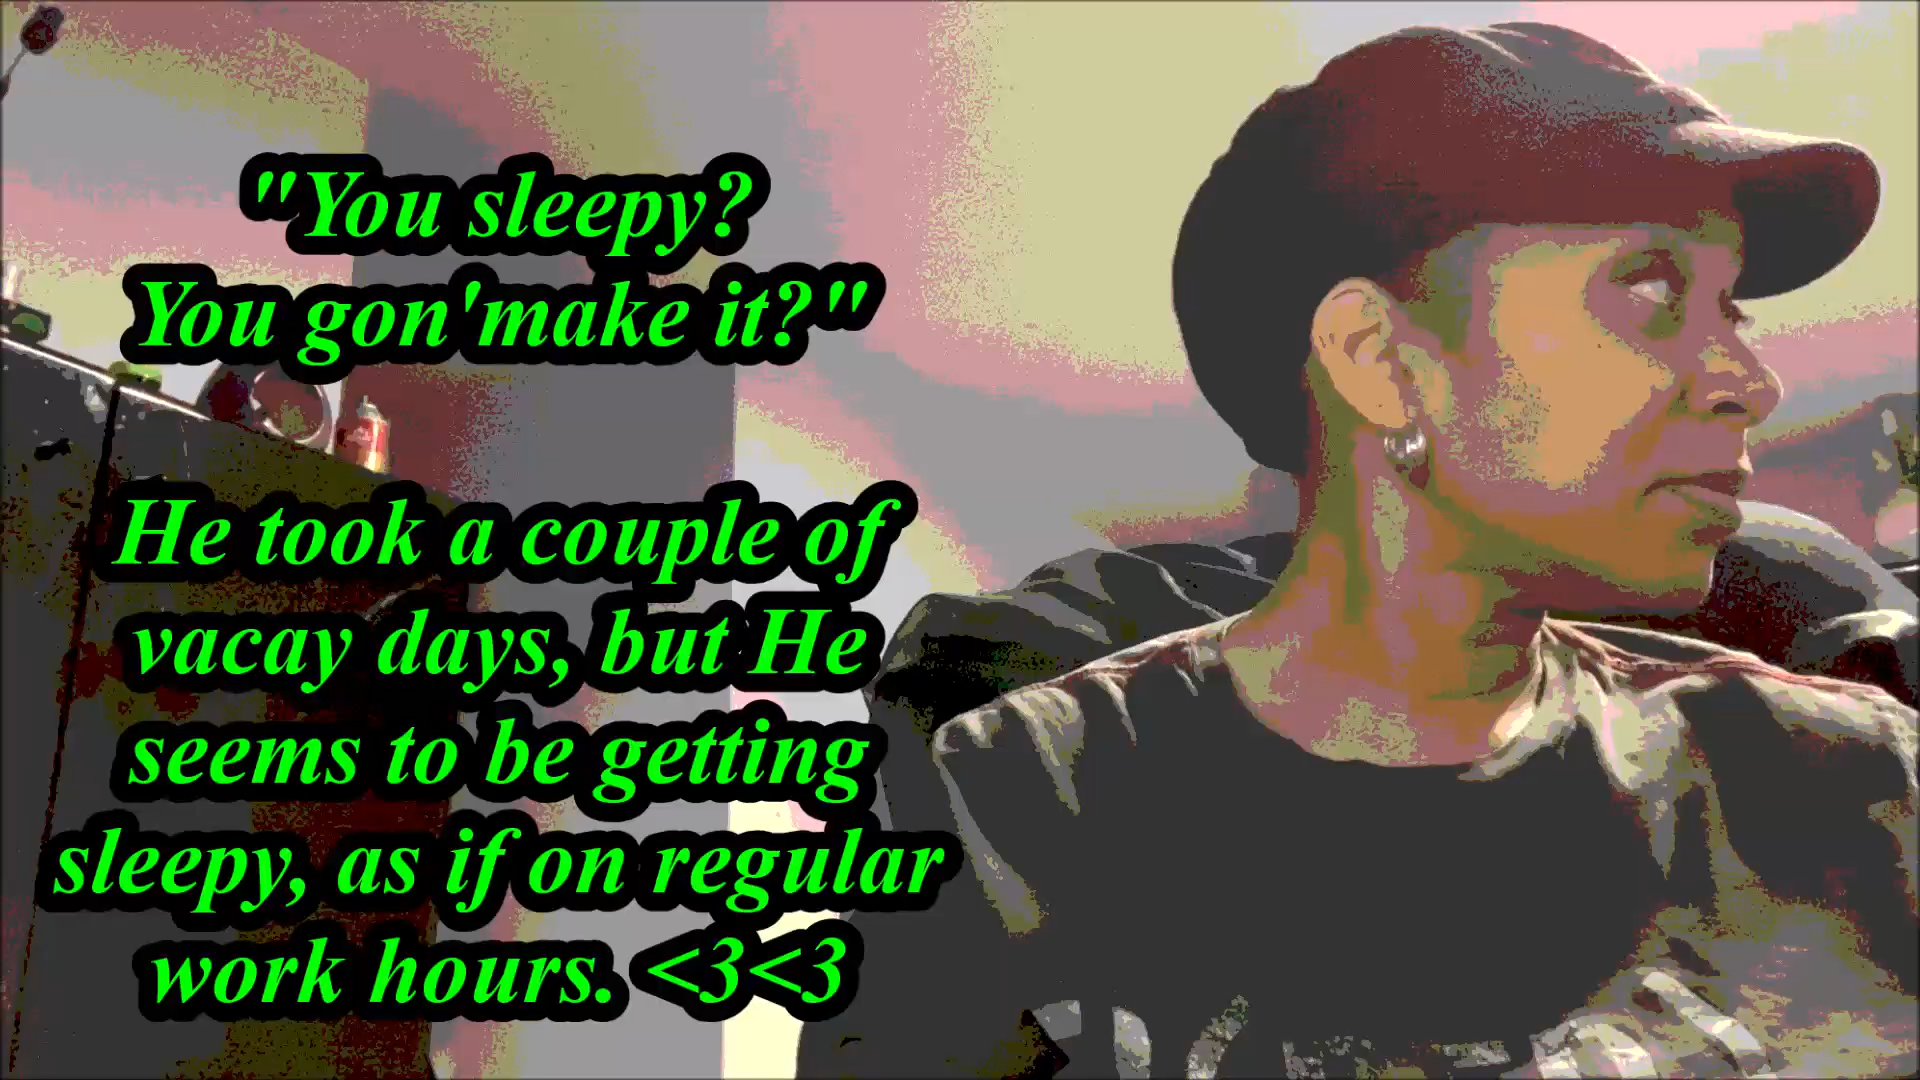 "You sleepy?
You gon'make it?"
He took a couple of
vacay days, but He
seems to be getting
sleepy, as if on regular
work hours. <3<3